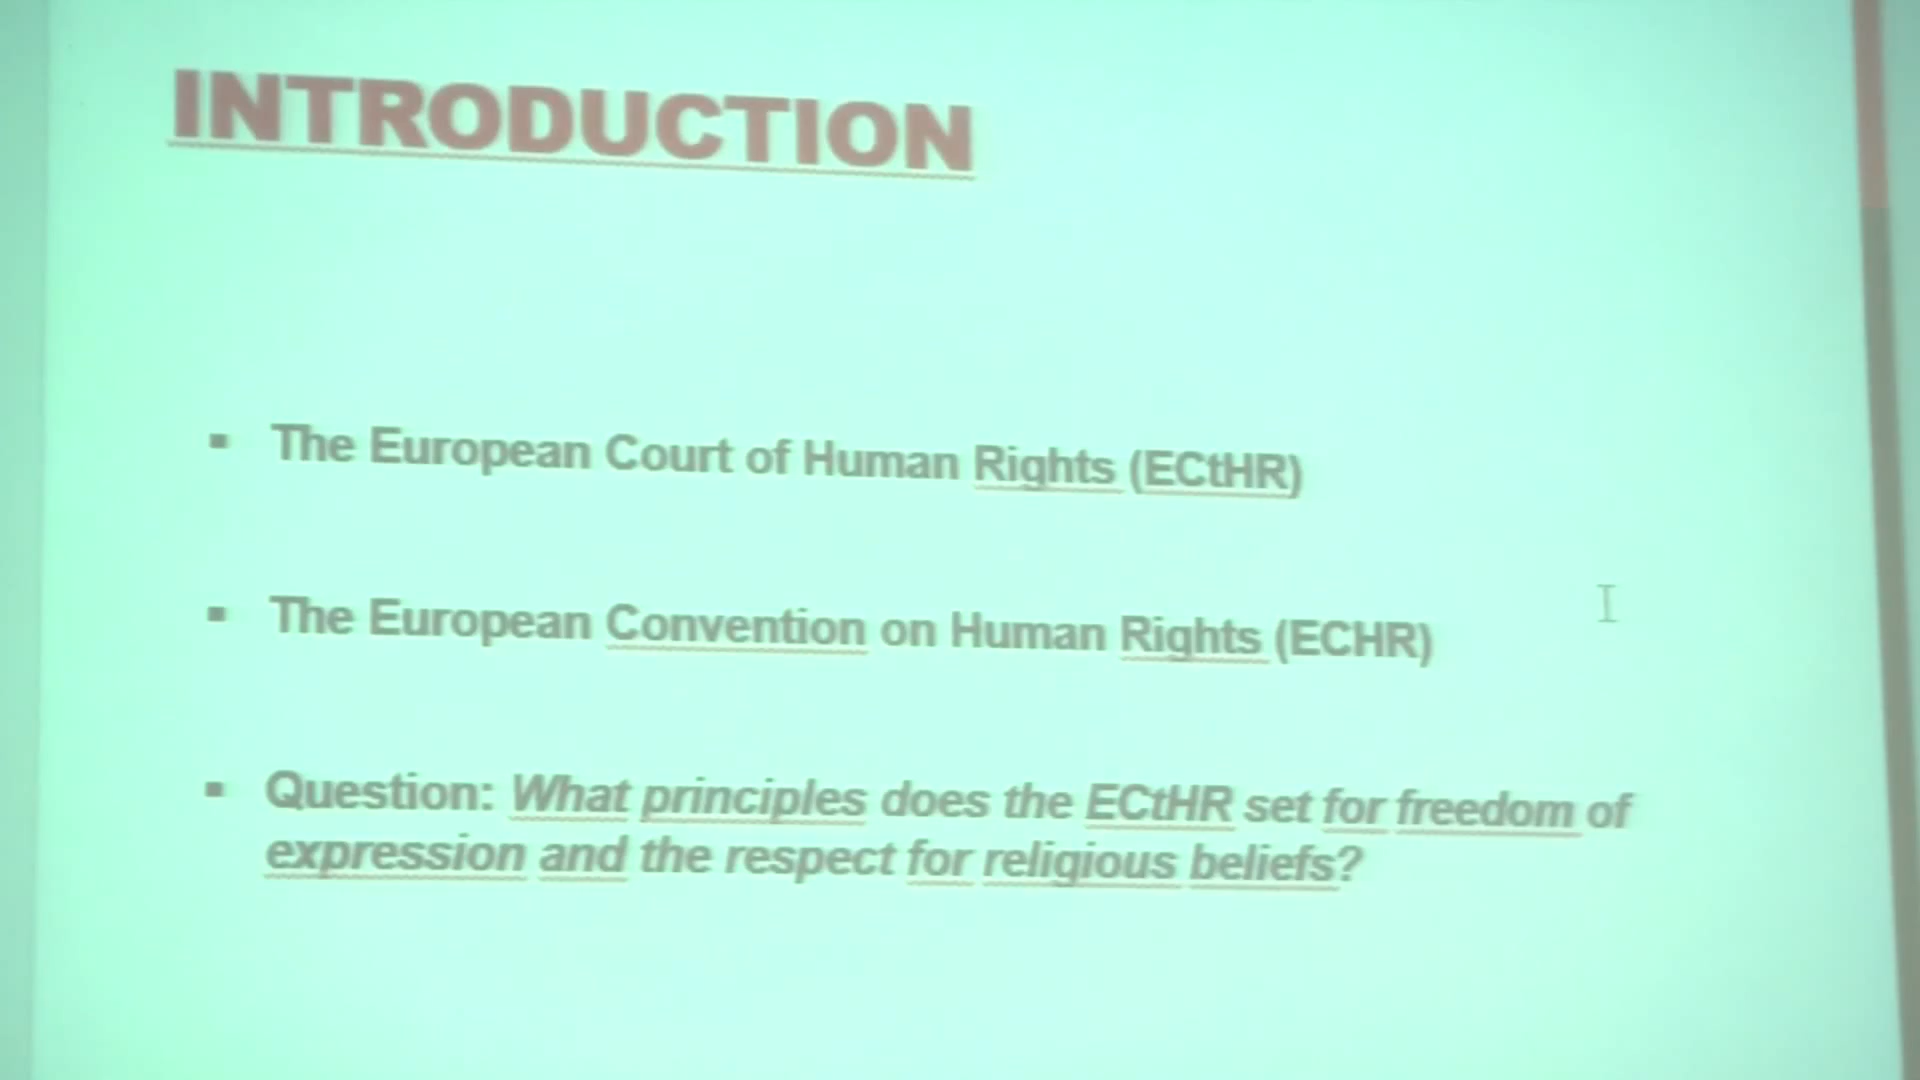 INTRODUCTION
▪ The European Court of Human Rights (ECtHR)
▪ The European Convention on Human Rights (ECHR)
▪ Question: What principles does the ECtHR set for freedom of
expression and the respect for religious beliefs?